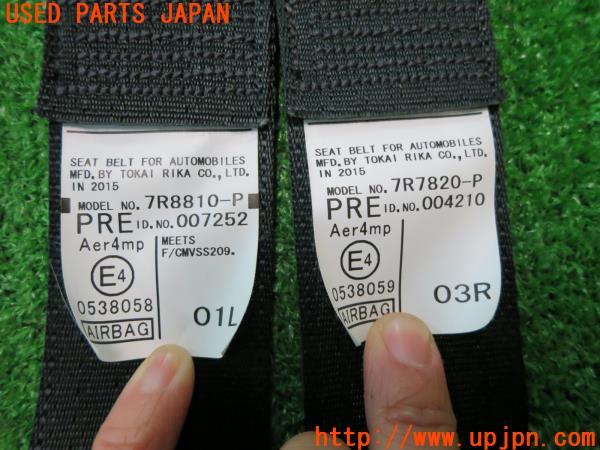 USED PARTS JAPAN
SEAT BELT FOR AUTOMOBILES
MFD. BY TOKAI RIKA CO., LTD.
IN 2015
MODEL NO. 7R8810-P
PRE ID. NO. 007252
Aer4mp
MEETS
F/CMVSS209.
E4
0538058
AIRBAG
01L
SEAT BELT FOR AUTOMOBILES
MFD. BY TOKAI RIKA CO., LTD.
IN 2015
MODEL NO. 7R7820-P
PRE ID. NO. 004210
Aer4mp
E4
0538059
AIRBAG
03R
http://www.upjpn.com/